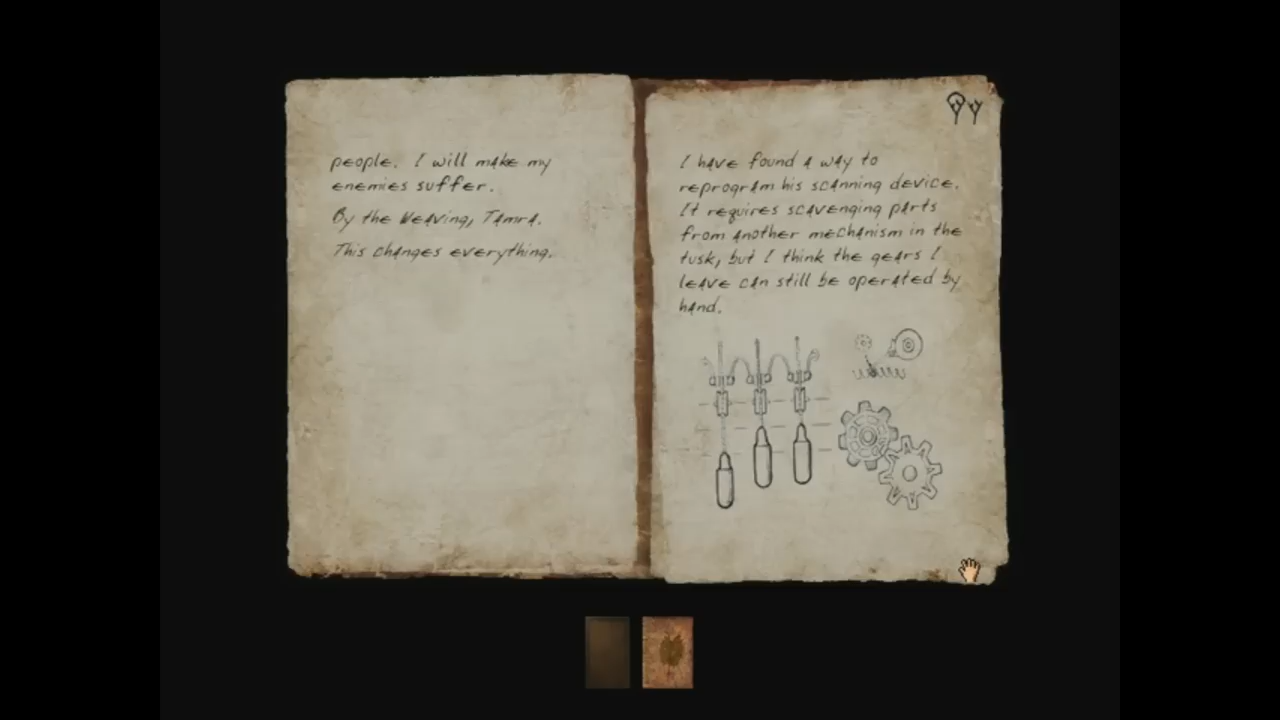 people. I will make my
enemies suffer.
By the Weaving, Tamra.
This changes everything.
I have found a way to
reprogram his scanning device.
It requires scavenging parts
from another mechanism in the
tusk, but I think the gears I
leave can still be operated by
hand.